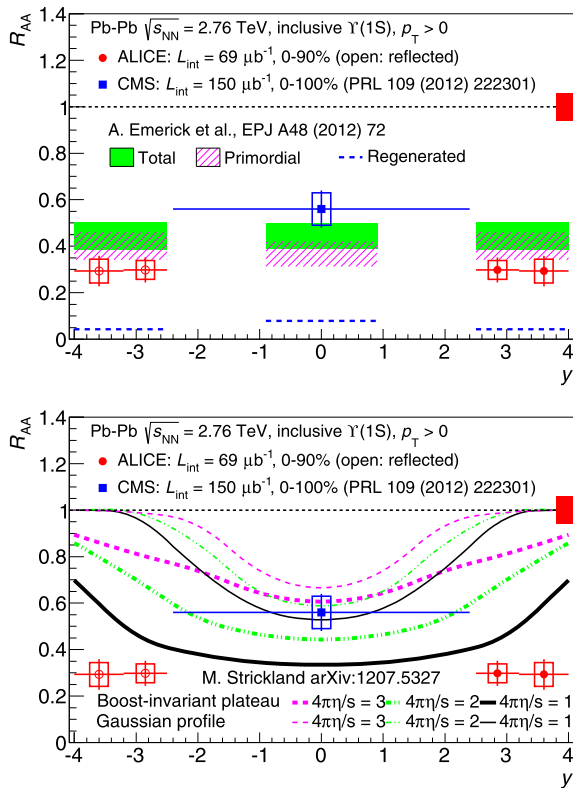 R_AA
1.4
1.2
1
0.8
0.6
0.4
0.2
0
Pb-Pb √s_NN = 2.76 TeV, inclusive ϒ(1S), p_T > 0
ALICE: L_int = 69 μb⁻¹, 0-90% (open: reflected)
CMS: L_int = 150 μb⁻¹, 0-100% (PRL 109 (2012) 222301)
A. Emerick et al., EPJ A48 (2012) 72
Total Primordial Regenerated
-4 -3 -2 -1 0 1 2 3 4
y
R_AA
1.4
1.2
1
0.8
0.6
0.4
0.2
0
Pb-Pb √s_NN = 2.76 TeV, inclusive ϒ(1S), p_T > 0
ALICE: L_int = 69 μb⁻¹, 0-90% (open: reflected)
CMS: L_int = 150 μb⁻¹, 0-100% (PRL 109 (2012) 222301)
M. Strickland arXiv:1207.5327
Boost-invariant plateau 4πη/s = 3 4πη/s = 2 4πη/s = 1
Gaussian profile 4πη/s = 3 4πη/s = 2 4πη/s = 1
-4 -3 -2 -1 0 1 2 3 4
y